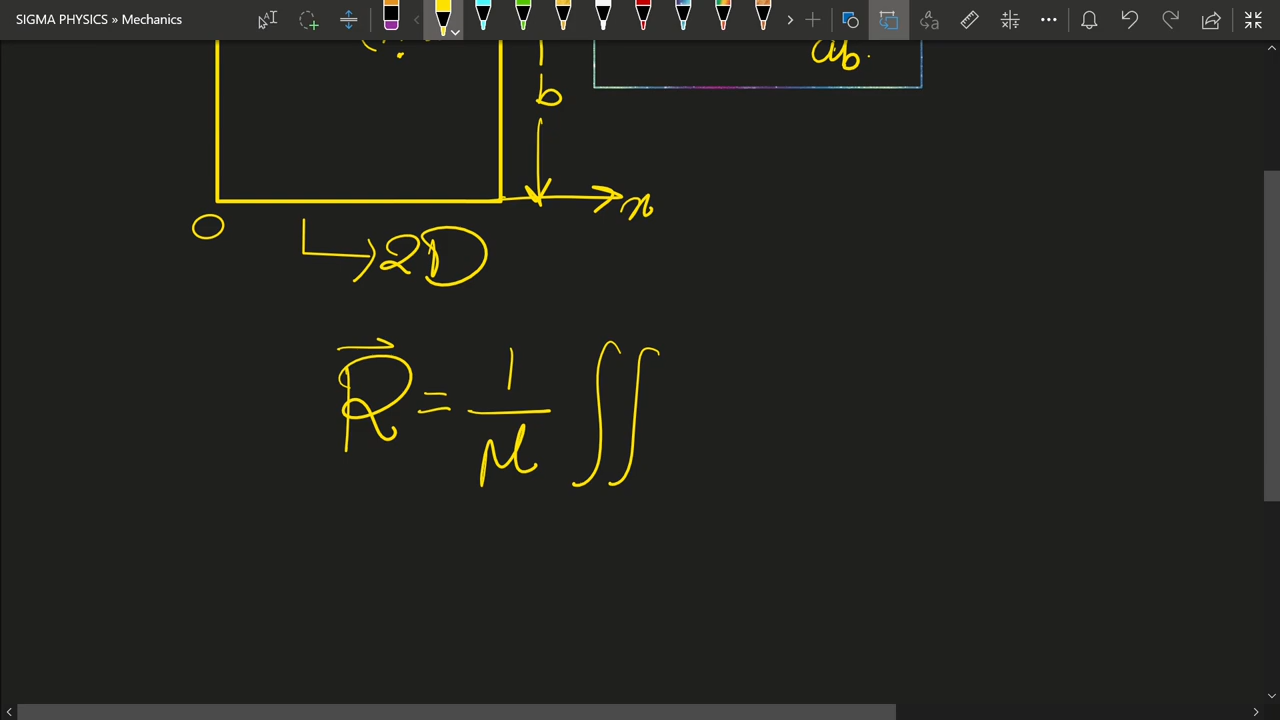 SIGMA PHYSICS » Mechanics
ab.
b
x
O
2D
R = 1/M ∫∫